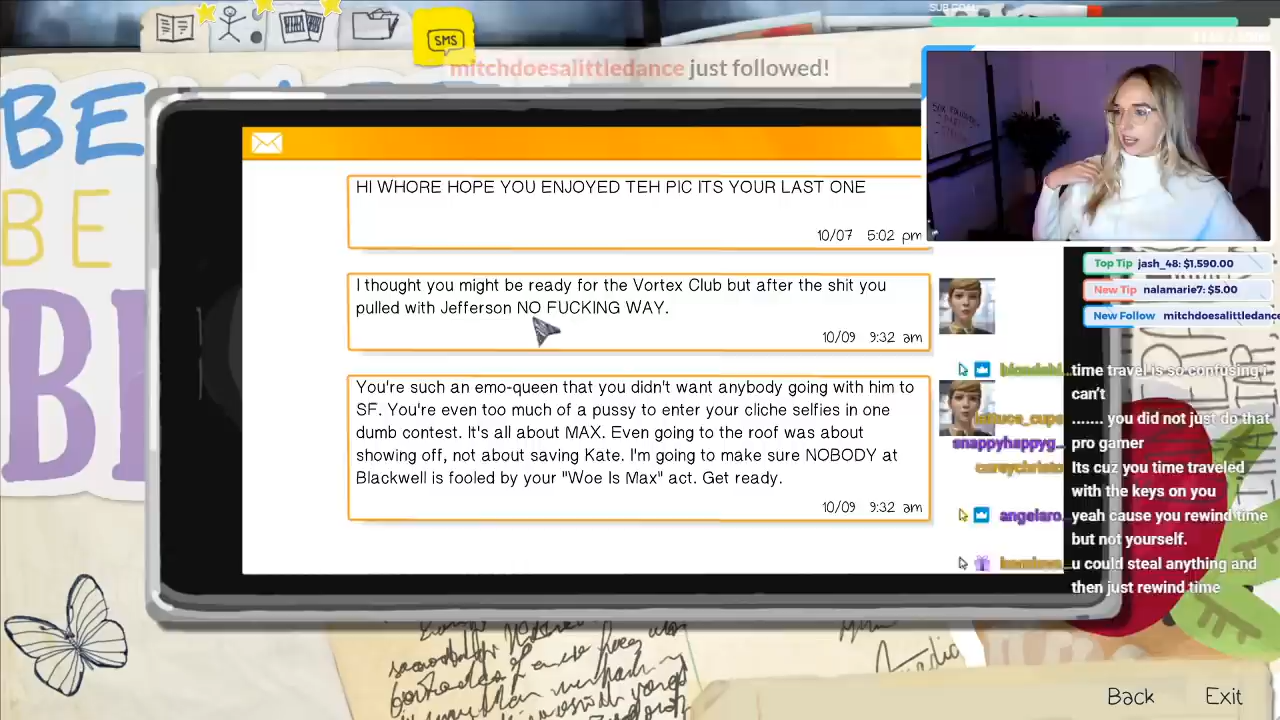 SUB GOAL
SMS
mitchdoesalittledance just followed!
BE
BE
HI WHORE HOPE YOU ENJOYED TEH PIC ITS YOUR LAST ONE
10/07 5:02 pm
I thought you might be ready for the Vortex Club but after the shit you
pulled with Jefferson NO FUCKING WAY.
10/09 9:32 am
You're such an emo-queen that you didn't want anybody going with him to
SF. You're even too much of a pussy to enter your cliche selfies in one
dumb contest. It's all about MAX. Even going to the roof was about
showing off, not about saving Kate. I'm going to make sure NOBODY at
Blackwell is fooled by your "Woe Is Max" act. Get ready.
10/09 9:32 am
Top Tip jash_48: $1,590.00
New Tip nalamarie7: $5.00
New Follow mitchdoesalittledance
time travel is so confusing i
can't
....... you did not just do that
snappyhappyg... pro gamer
Its cuz you time traveled
with the keys on you
angelaro... yeah cause you rewind time
but not yourself.
u could steal anything and
then just rewind time
Back Exit